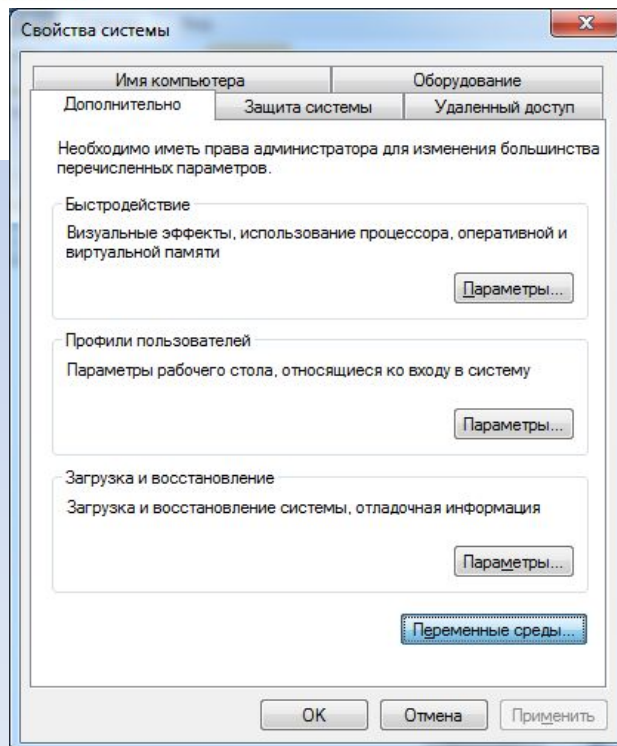 Свойства системы
Имя компьютера
Оборудование
Дополнительно
Защита системы
Удаленный доступ
Необходимо иметь права администратора для изменения большинства
перечисленных параметров.
Быстродействие
Визуальные эффекты, использование процессора, оперативной и
виртуальной памяти
Параметры...
Профили пользователей
Параметры рабочего стола, относящиеся ко входу в систему
Параметры...
Загрузка и восстановление
Загрузка и восстановление системы, отладочная информация
Параметры...
Переменные среды...
OK
Отмена
Применить